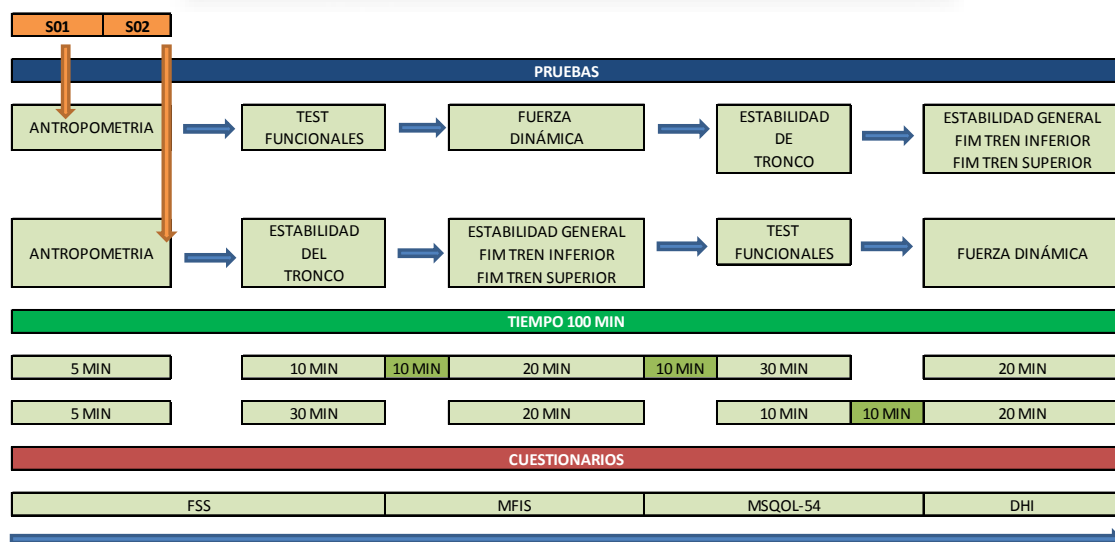 S01 S02
PRUEBAS
ANTROPOMETRIA
TEST
FUNCIONALES
FUERZA
DINÁMICA
ESTABILIDAD
DE
TRONCO
ESTABILIDAD GENERAL
FIM TREN INFERIOR
FIM TREN SUPERIOR
ANTROPOMETRIA
ESTABILIDAD
DEL
TRONCO
ESTABILIDAD GENERAL
FIM TREN INFERIOR
FIM TREN SUPERIOR
TEST
FUNCIONALES
FUERZA DINÁMICA
TIEMPO 100 MIN
5 MIN 10 MIN 10 MIN 20 MIN 10 MIN 30 MIN 20 MIN
5 MIN 30 MIN 20 MIN 10 MIN 10 MIN 20 MIN
CUESTIONARIOS
FSS MFIS MSQOL-54 DHI